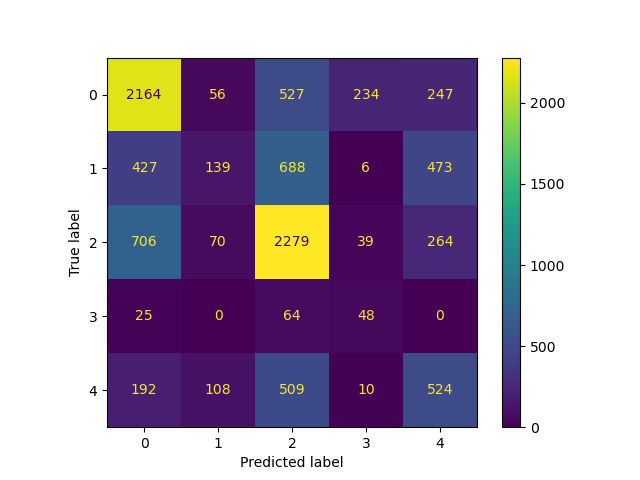 0 2164 56 527 234 247
1 427 139 688 6 473
2 706 70 2279 39 264
3 25 0 64 48 0
4 192 108 509 10 524
0 1 2 3 4
True label
Predicted label
2000
1500
1000
500
0